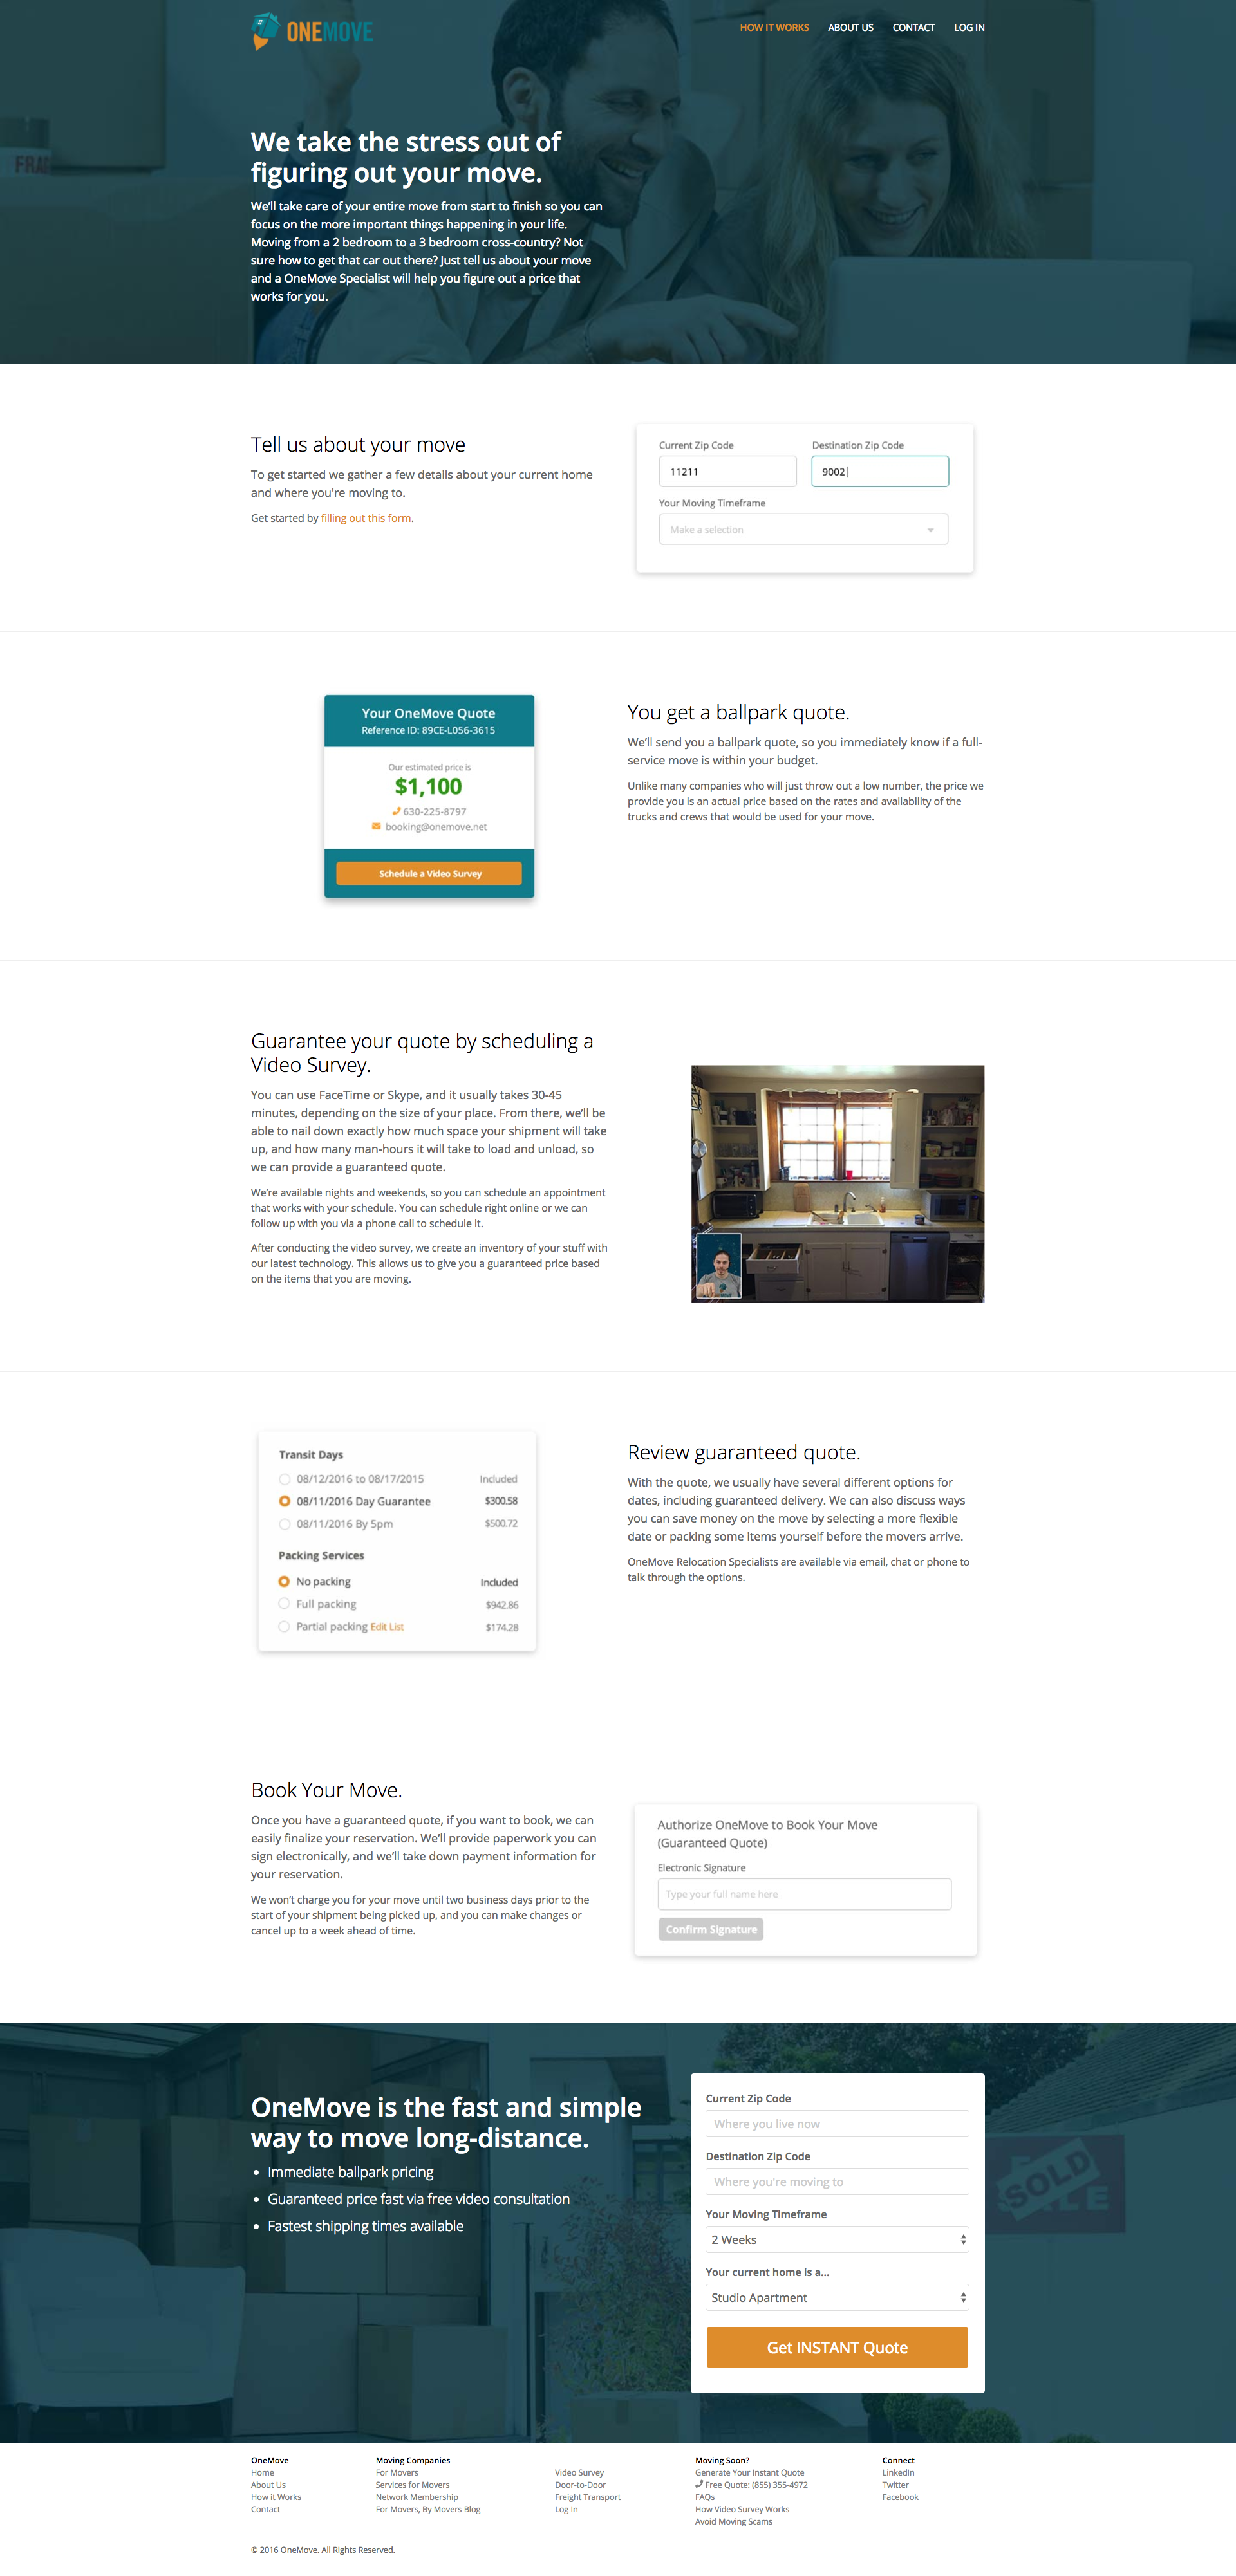 ONEMOVE
HOW IT WORKS
ABOUT US
CONTACT
LOG IN
FRAG
We take the stress out of
figuring out your move.
We'll take care of your entire move from start to finish so you can
focus on the more important things happening in your life.
Moving from a 2 bedroom to a 3 bedroom cross-country? Not
sure how to get that car out there? Just tell us about your move
and a OneMove Specialist will help you figure out a price that
works for you.
Tell us about your move
To get started we gather a few details about your current home
and where you're moving to.
Get started by filling out this form.
Current Zip Code
Destination Zip Code
11211
9002
Your Moving Timeframe
Make a selection
Your OneMove Quote
Reference ID: 89CE-L056-3615
Our estimated price is
$1,100
630-225-8797
booking@onemove.net
Schedule a Video Survey
You get a ballpark quote.
We'll send you a ballpark quote, so you immediately know if a full-
service move is within your budget.
Unlike many companies who will just throw out a low number, the price we
provide you is an actual price based on the rates and availability of the
trucks and crews that would be used for your move.
Guarantee your quote by scheduling a
Video Survey.
You can use FaceTime or Skype, and it usually takes 30-45
minutes, depending on the size of your place. From there, we'll be
able to nail down exactly how much space your shipment will take
up, and how many man-hours it will take to load and unload, so
we can provide a guaranteed quote.
We're available nights and weekends, so you can schedule an appointment
that works with your schedule. You can schedule right online or we can
follow up with you via a phone call to schedule it.
After conducting the video survey, we create an inventory of your stuff with
our latest technology. This allows us to give you a guaranteed price based
on the items that you are moving.
Transit Days
08/12/2016 to 08/17/2015 Included
08/11/2016 Day Guarantee $300.58
08/11/2016 By 5pm $500.72
Packing Services
No packing Included
Full packing $942.86
Partial packing Edit List $174.28
Review guaranteed quote.
With the quote, we usually have several different options for
dates, including guaranteed delivery. We can also discuss ways
you can save money on the move by selecting a more flexible
date or packing some items yourself before the movers arrive.
OneMove Relocation Specialists are available via email, chat or phone to
talk through the options.
Book Your Move.
Once you have a guaranteed quote, if you want to book, we can
easily finalize your reservation. We'll provide paperwork you can
sign electronically, and we'll take down payment information for
your reservation.
We won't charge you for your move until two business days prior to the
start of your shipment being picked up, and you can make changes or
cancel up to a week ahead of time.
Authorize OneMove to Book Your Move
(Guaranteed Quote)
Electronic Signature
Type your full name here
Confirm Signature
OneMove is the fast and simple
way to move long-distance.
• Immediate ballpark pricing
• Guaranteed price fast via free video consultation
• Fastest shipping times available
Current Zip Code
Where you live now
Destination Zip Code
Where you're moving to
Your Moving Timeframe
2 Weeks
Your current home is a...
Studio Apartment
Get INSTANT Quote
SOLD
ALE
OneMove
Home
About Us
How it Works
Contact
Moving Companies
For Movers
Services for Movers
Network Membership
For Movers, By Movers Blog
Video Survey
Door-to-Door
Freight Transport
Log In
Moving Soon?
Generate Your Instant Quote
Free Quote: (855) 355-4972
FAQs
How Video Survey Works
Avoid Moving Scams
Connect
LinkedIn
Twitter
Facebook
© 2016 OneMove. All Rights Reserved.